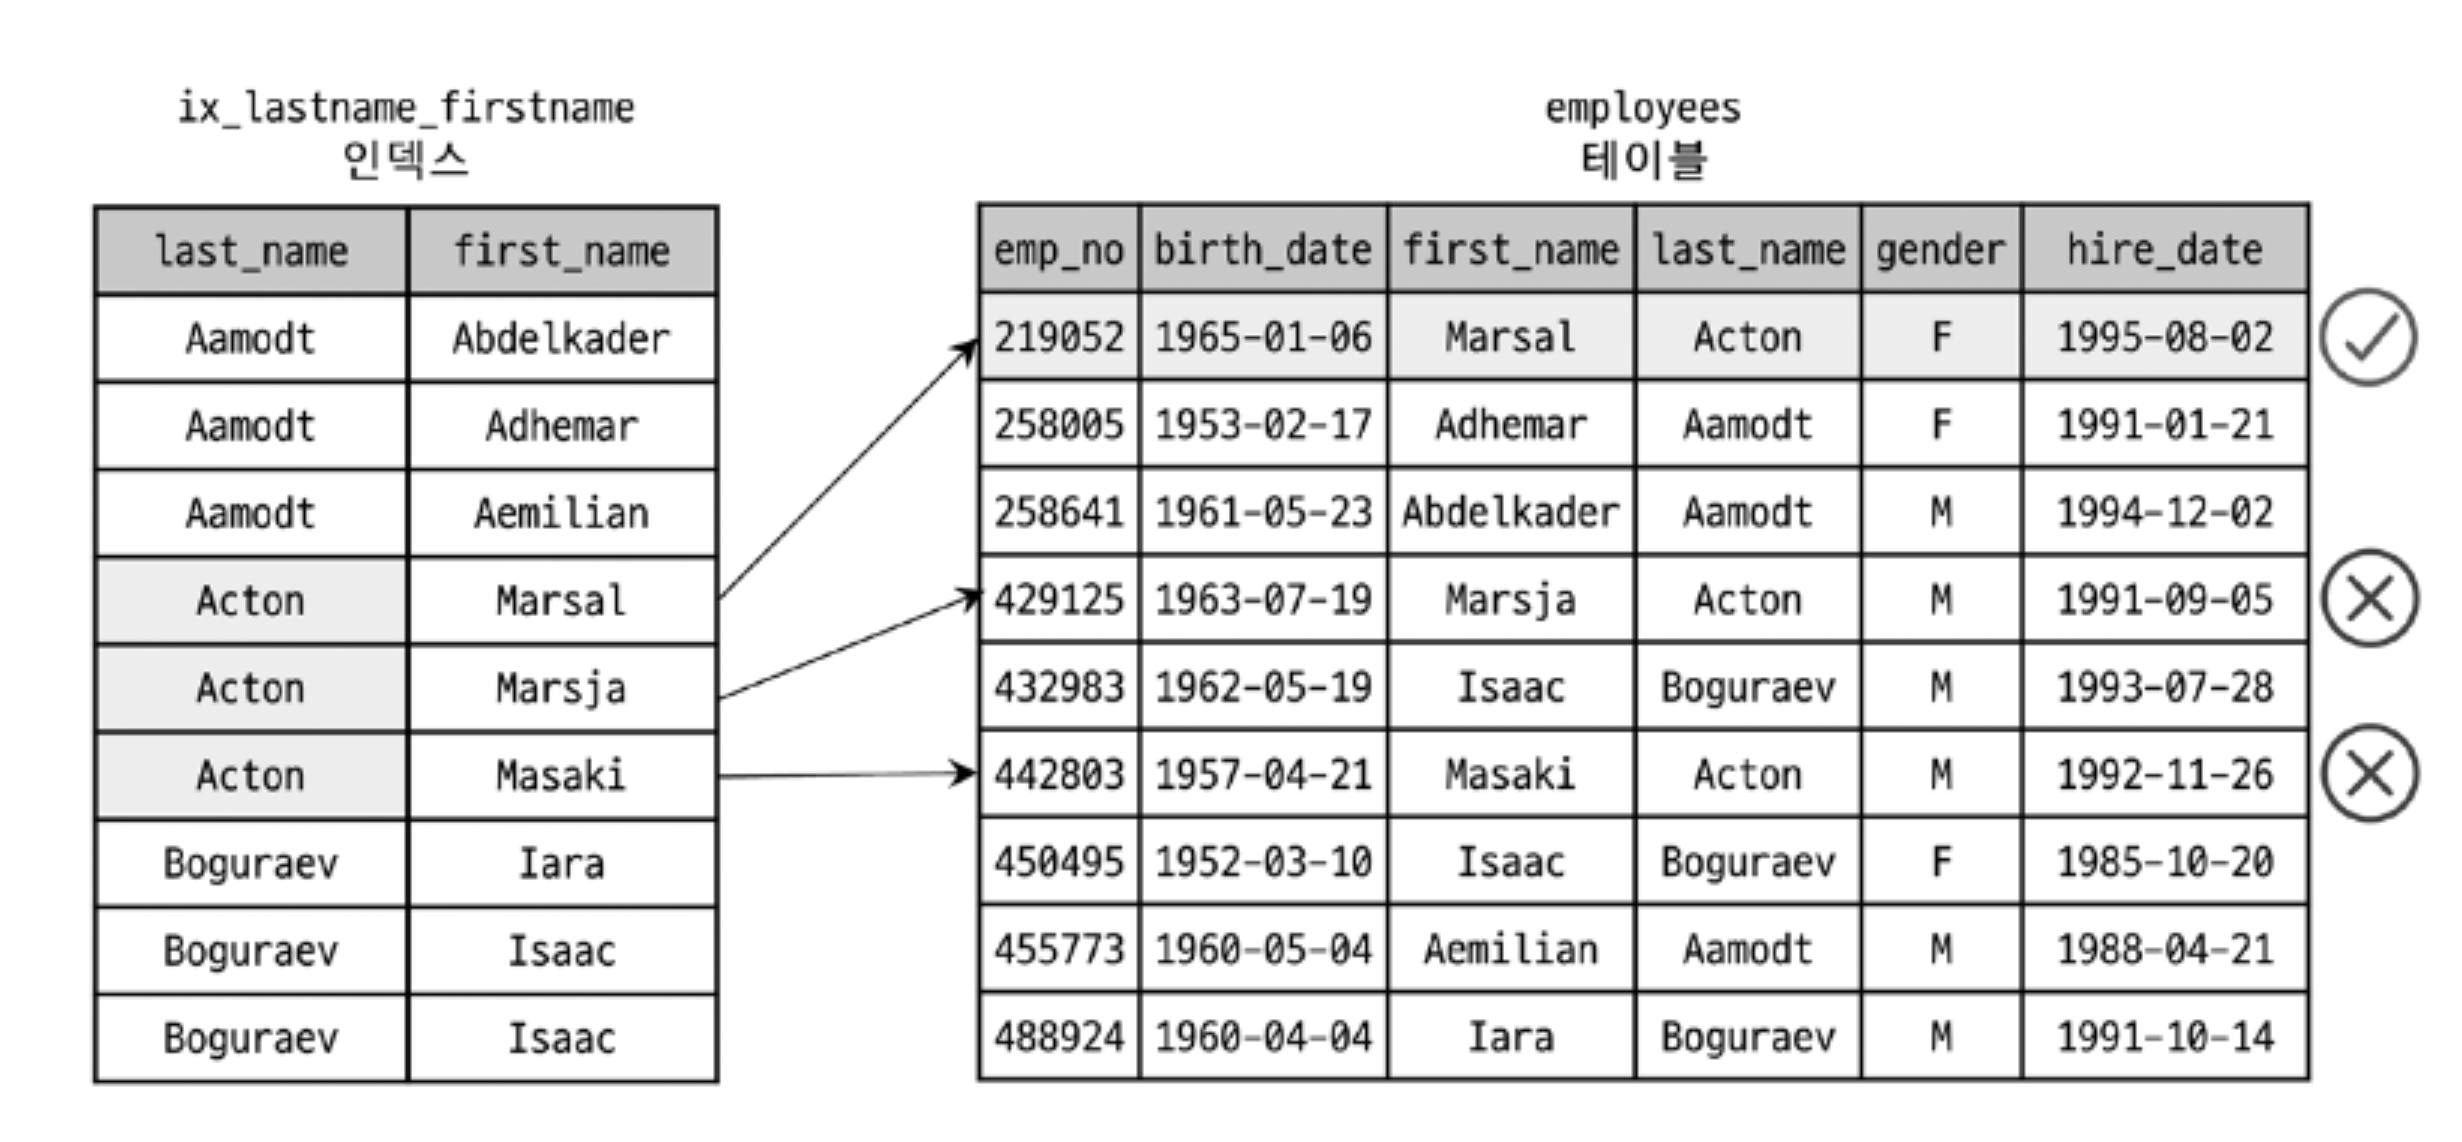 ix_lastname_firstname
인덱스
last_name first_name
Aamodt Abdelkader
Aamodt Adhemar
Aamodt Aemilian
Acton Marsal
Acton Marsja
Acton Masaki
Boguraev Iara
Boguraev Isaac
Boguraev Isaac
employees
테이블
emp_no birth_date first_name last_name gender hire_date
219052 1965-01-06 Marsal Acton F 1995-08-02
258005 1953-02-17 Adhemar Aamodt F 1991-01-21
258641 1961-05-23 Abdelkader Aamodt M 1994-12-02
429125 1963-07-19 Marsja Acton M 1991-09-05
432983 1962-05-19 Isaac Boguraev M 1993-07-28
442803 1957-04-21 Masaki Acton M 1992-11-26
450495 1952-03-10 Isaac Boguraev F 1985-10-20
455773 1960-05-04 Aemilian Aamodt M 1988-04-21
488924 1960-04-04 Iara Boguraev M 1991-10-14